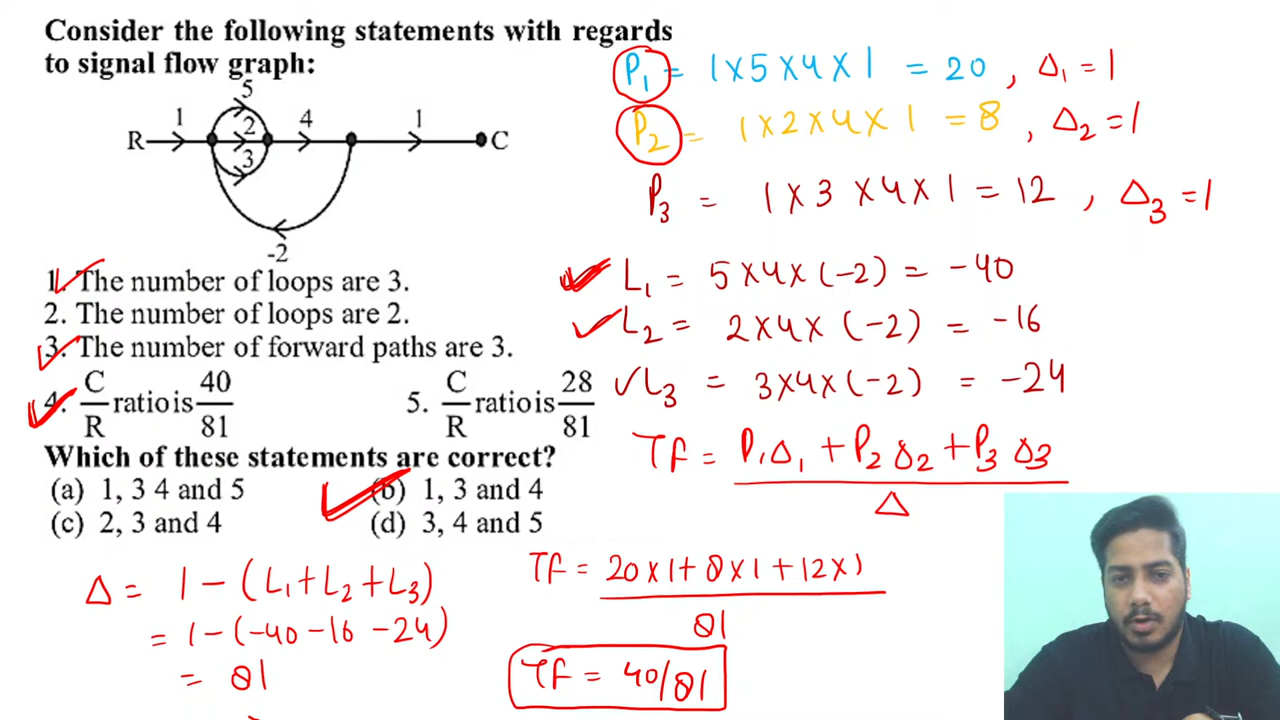 Consider the following statements with regards
to signal flow graph:
5
1 2 4 1
R C
3
-2
1. The number of loops are 3.
2. The number of loops are 2.
3. The number of forward paths are 3.
4. C/R ratio is 40/81 5. C/R ratio is 28/81
Which of these statements are correct?
(a) 1, 3 4 and 5 (b) 1, 3 and 4
(c) 2, 3 and 4 (d) 3, 4 and 5
P₁ = 1×5×4×1 = 20 , Δ₁ = 1
P₂ = 1×2×4×1 = 8 , Δ₂ = 1
P₃ = 1×3×4×1 = 12 , Δ₃ = 1
L₁ = 5×4×(-2) = -40
L₂ = 2×4×(-2) = -16
L₃ = 3×4×(-2) = -24
TF = P₁Δ₁ + P₂Δ₂ + P₃Δ₃
Δ
Δ = 1 - (L₁+L₂+L₃)
= 1-(-40-16-24)
= 81
TF = 20×1+8×1+12×1
81
TF = 40/81